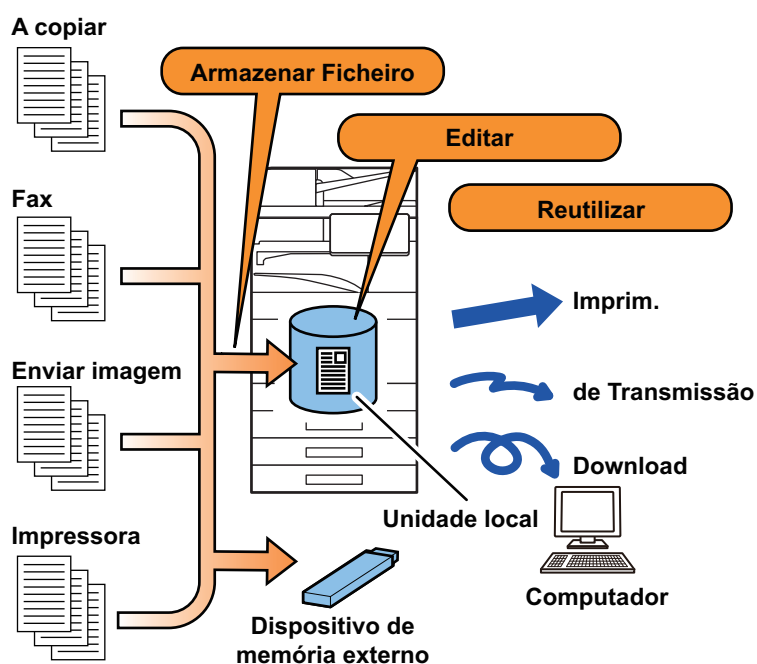 A copiar
Armazenar Ficheiro
Editar
Fax
Reutilizar
Imprim.
Enviar imagem
de Transmissão
Download
Unidade local
Impressora
Computador
Dispositivo de
memória externo